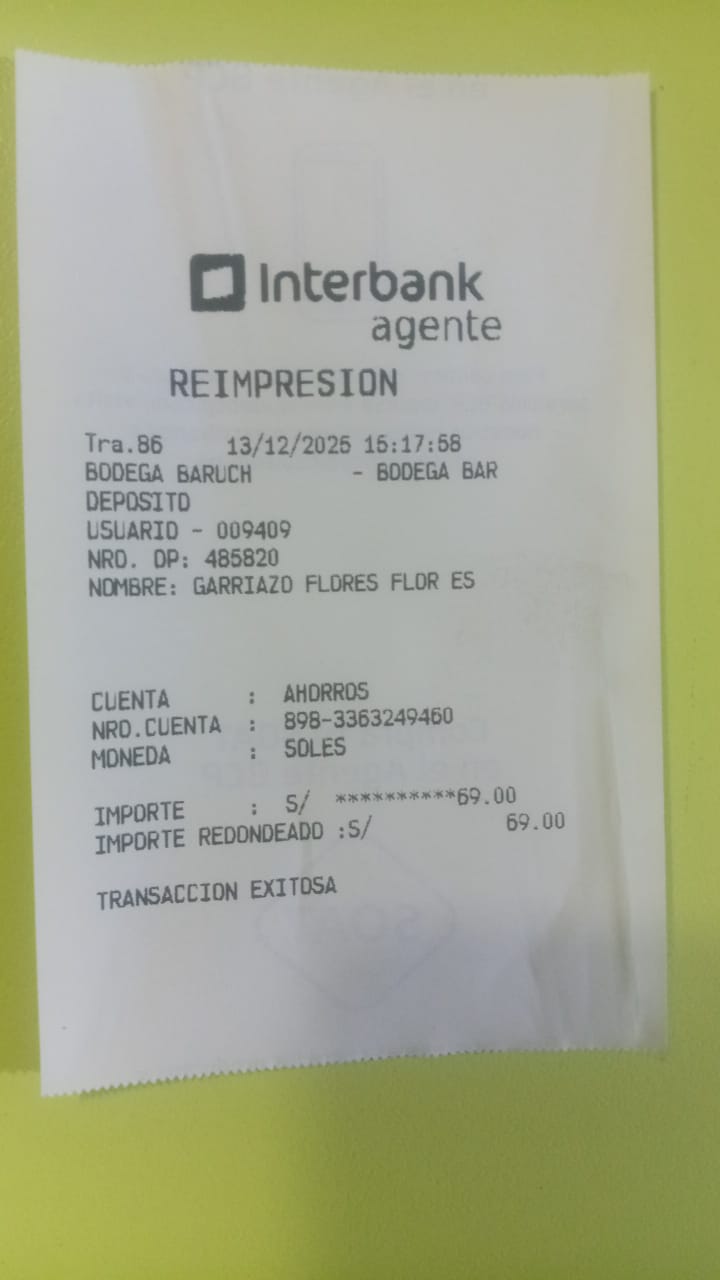 Interbank
agente
REIMPRESION
Tra.86 13/12/2025 15:17:58
BODEGA BARUCH - BODEGA BAR
DEPOSITO
USUARIO - 009409
NRO. OP: 485820
NOMBRE: GARRIAZO FLORES FLOR ES
CUENTA : AHORROS
NRO.CUENTA : 898-3363249460
MONEDA : SOLES
IMPORTE : S/ **********69.00
IMPORTE REDONDEADO :S/ 69.00
TRANSACCION EXITOSA